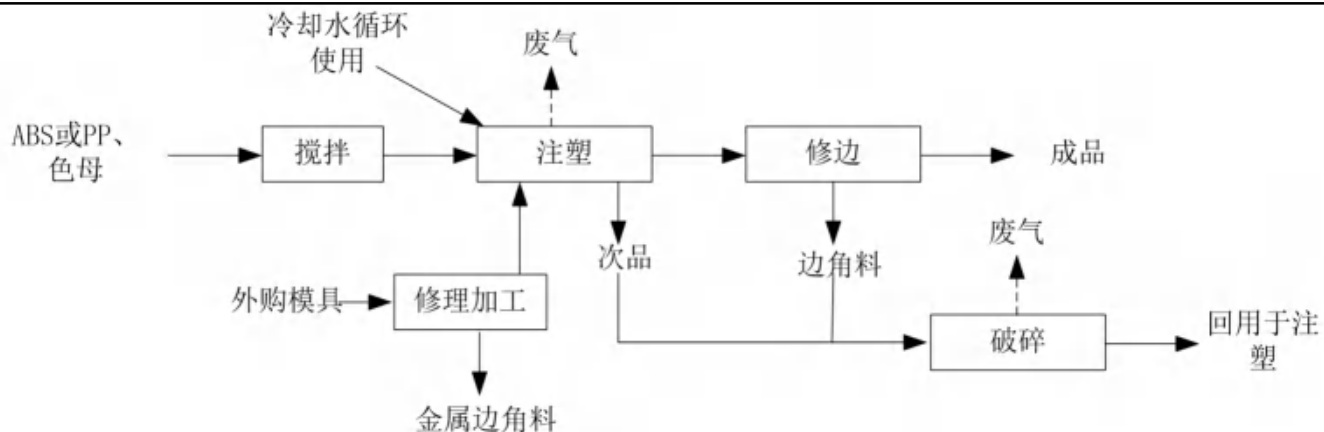 冷却水循环
使用
废气
ABS或PP、
色母
搅拌
注塑
修边
成品
次品
边角料
废气
外购模具
修理加工
破碎
回用于注
塑
金属边角料